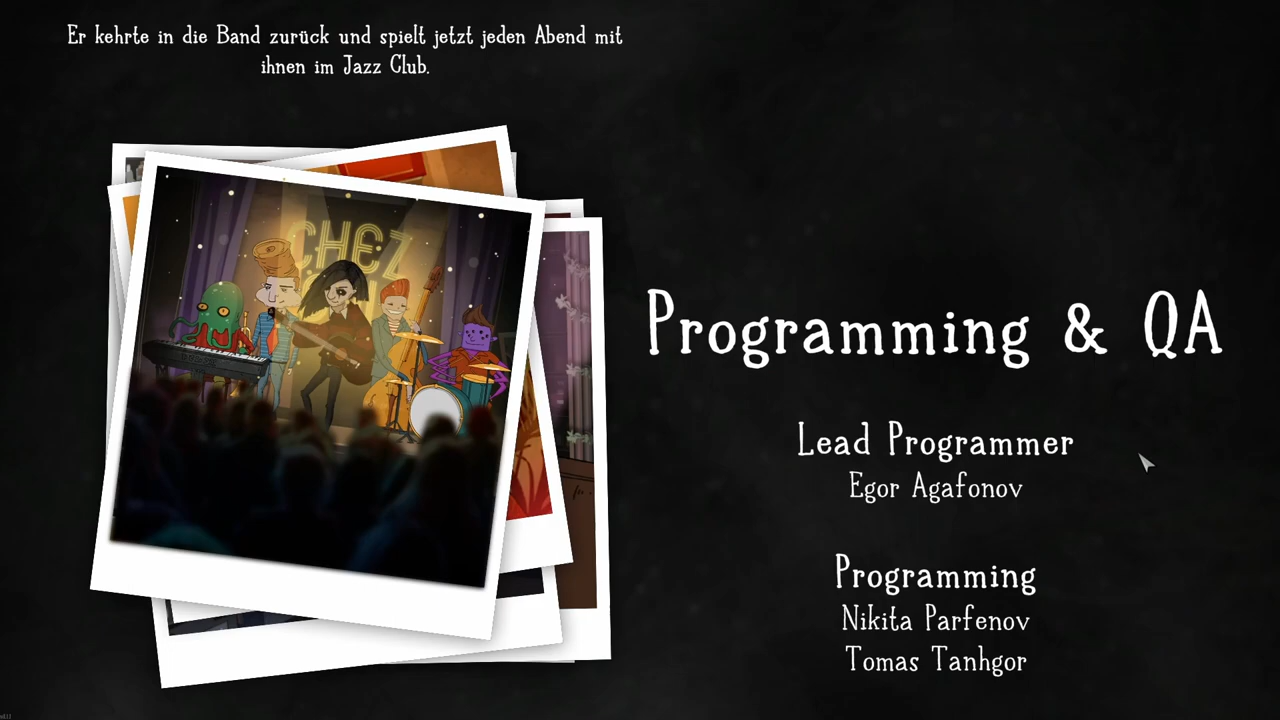 Er kehrte in die Band zurück und spielt jetzt jeden Abend mit
ihnen im Jazz Club.
CHEZ
Programming & QA
Lead Programmer
Egor Agafonov
Programming
Nikita Parfenov
Tomas Tanhgor